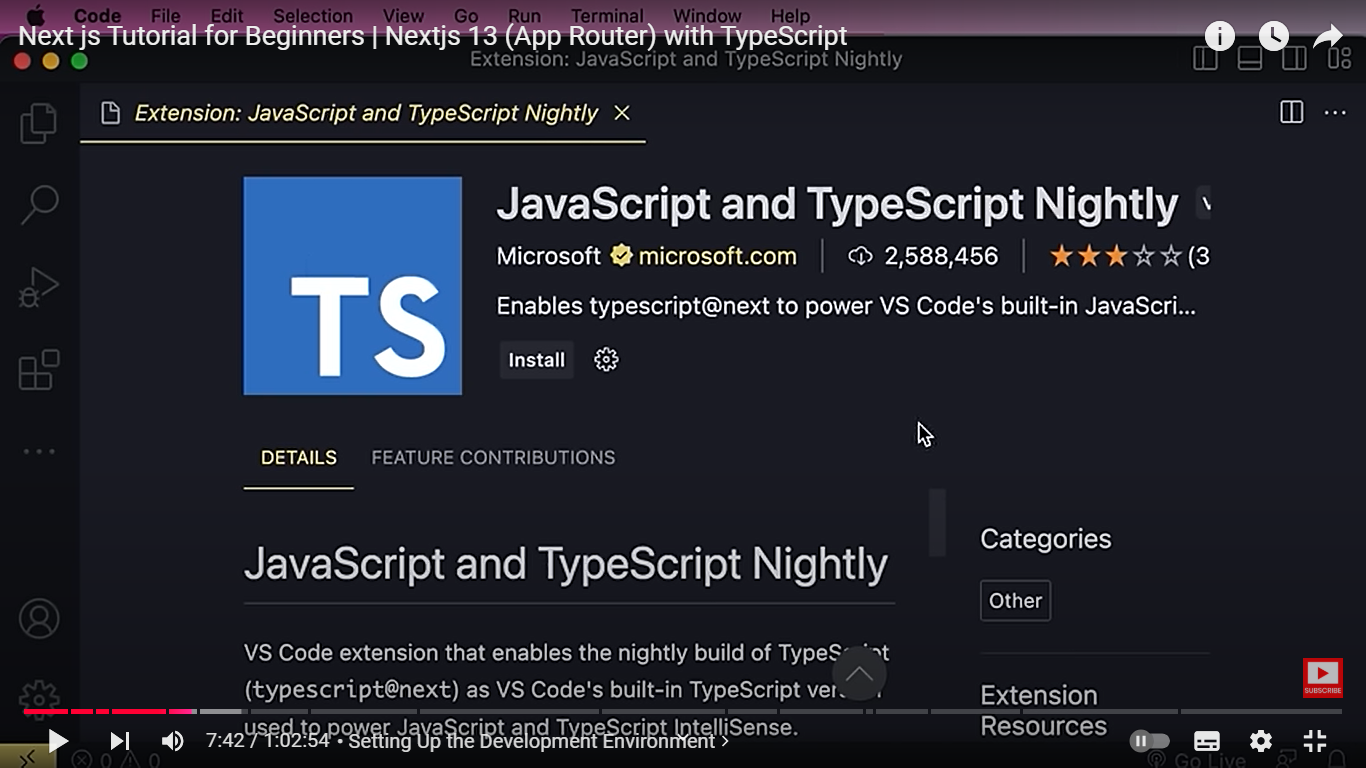 Code File Edit Selection View Go Run Terminal Window Help
Next js Tutorial for Beginners | Nextjs 13 (App Router) with TypeScript
Extension: JavaScript and TypeScript Nightly
Extension: JavaScript and TypeScript Nightly
TS
JavaScript and TypeScript Nightly
Microsoft microsoft.com | 2,588,456 | (3
Enables typescript@next to power VS Code's built-in JavaScri...
Install
DETAILS FEATURE CONTRIBUTIONS
JavaScript and TypeScript Nightly
Categories
Other
VS Code extension that enables the nightly build of
(typescript@next) as VS Code's built-in TypeScript
used to power JavaScript and TypeScript IntelliSense.
Extension
Resources
SUBSCRIBE
7:42 / 1:02:54 • Setting Up the Development Environment
0 0
Go Live